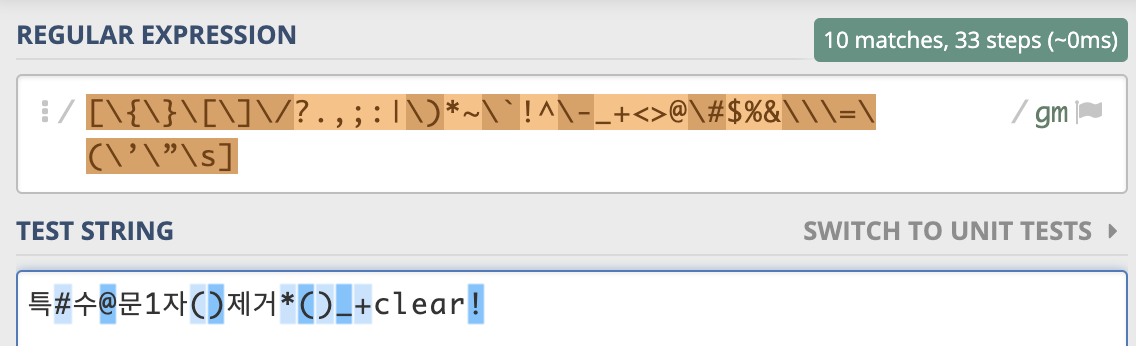 REGULAR EXPRESSION
10 matches, 33 steps (~0ms)
/ [\{\}\[\]\/?.,;:|\)*~\`!^\-_+<>@\#$%&\\\=\ / gm
(\’\”\s]
TEST STRING
SWITCH TO UNIT TESTS
특#수@문1자()제거*()_+clear!